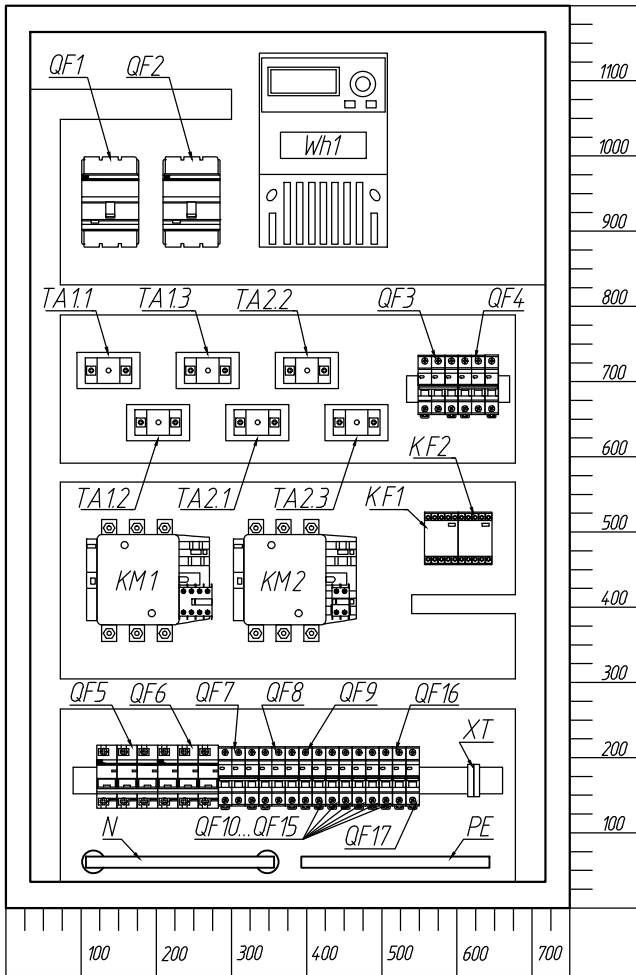 QF1 QF2
1100
Wh1
1000
900
800
TA1.1 TA1.3 TA2.2 QF3 QF4
700
600
KF2
TA1.2 TA2.1 TA2.3 KF1
500
KM1 KM2
400
300
QF5 QF6 QF7 QF8 QF9 QF16
XT
200
N QF10...QF15 QF17 PE
100
100 200 300 400 500 600 700